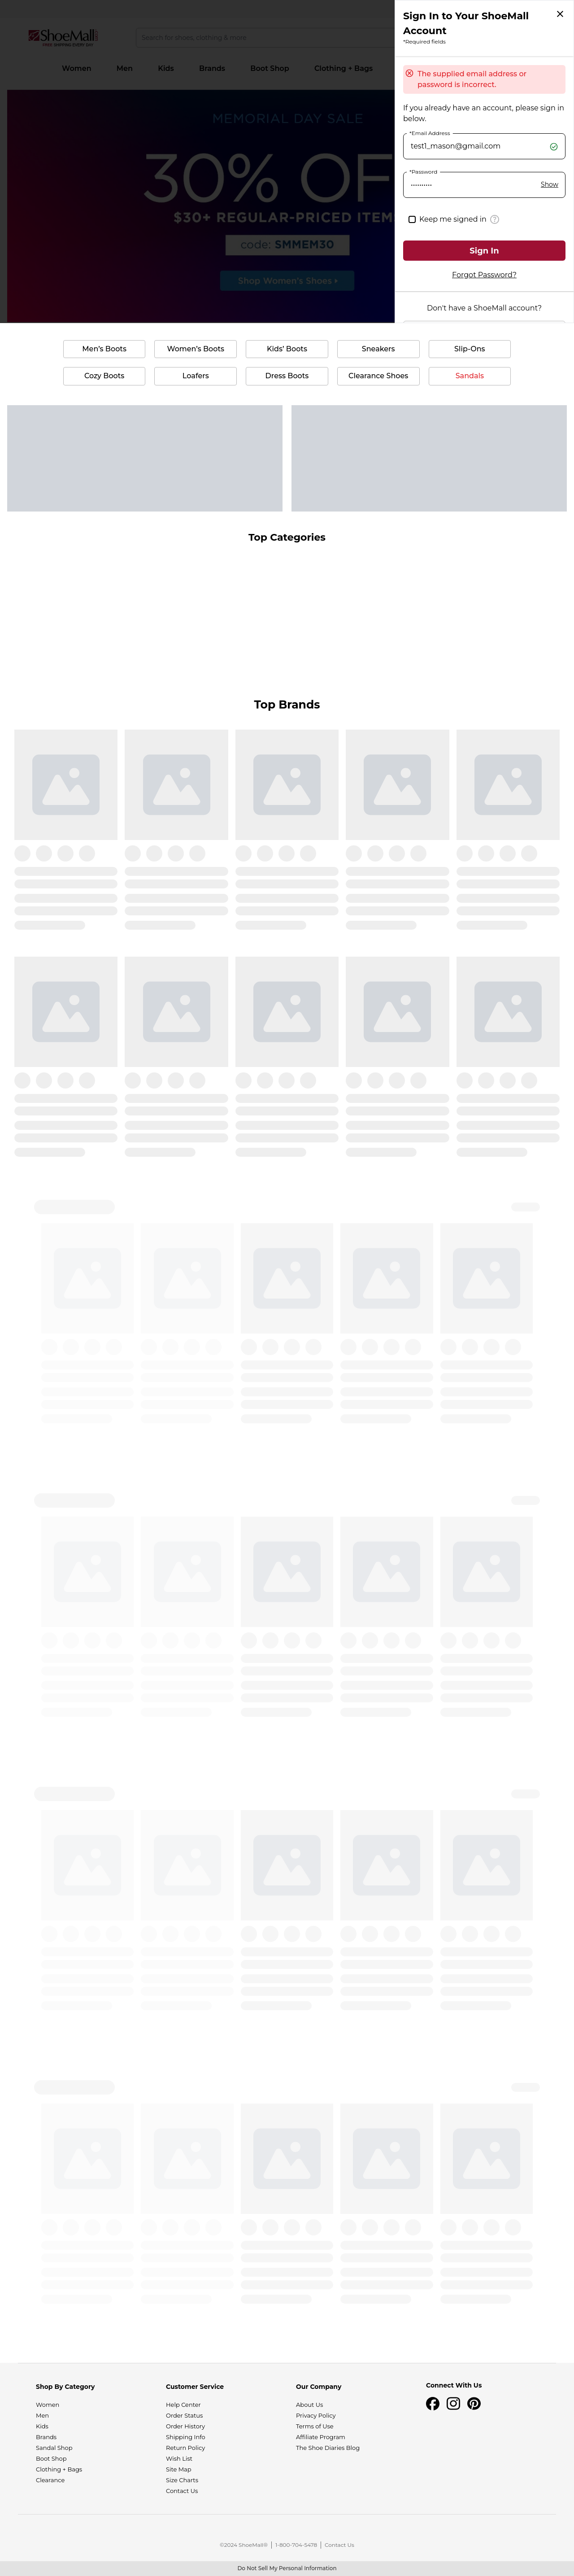 ShoeMall
FREE SHIPPING EVERY DAY
Search for shoes, clothing & more
Women
Men
Kids
Brands
Boot Shop
Clothing + Bags
MEMORIAL DAY SALE
30% OF
$30+ REGULAR-PRICED ITEM
code: SMMEM30
Shop Women's Shoes
Sign In to Your ShoeMall
Account
*Required fields
The supplied email address or
password is incorrect.
If you already have an account, please sign in
below.
*Email Address
test1_mason@gmail.com
*Password
••••••••••
Show
Keep me signed in
?
Sign In
Forgot Password?
Don't have a ShoeMall account?
Men's Boots
Women's Boots
Kids' Boots
Sneakers
Slip-Ons
Cozy Boots
Loafers
Dress Boots
Clearance Shoes
Sandals
Top Categories
Top Brands
Shop By Category
Women
Men
Kids
Brands
Sandal Shop
Boot Shop
Clothing + Bags
Clearance
Customer Service
Help Center
Order Status
Order History
Shipping Info
Return Policy
Wish List
Site Map
Size Charts
Contact Us
Our Company
About Us
Privacy Policy
Terms of Use
Affiliate Program
The Shoe Diaries Blog
Connect With Us
©2024 ShoeMall® | 1-800-704-5478 | Contact Us
Do Not Sell My Personal Information